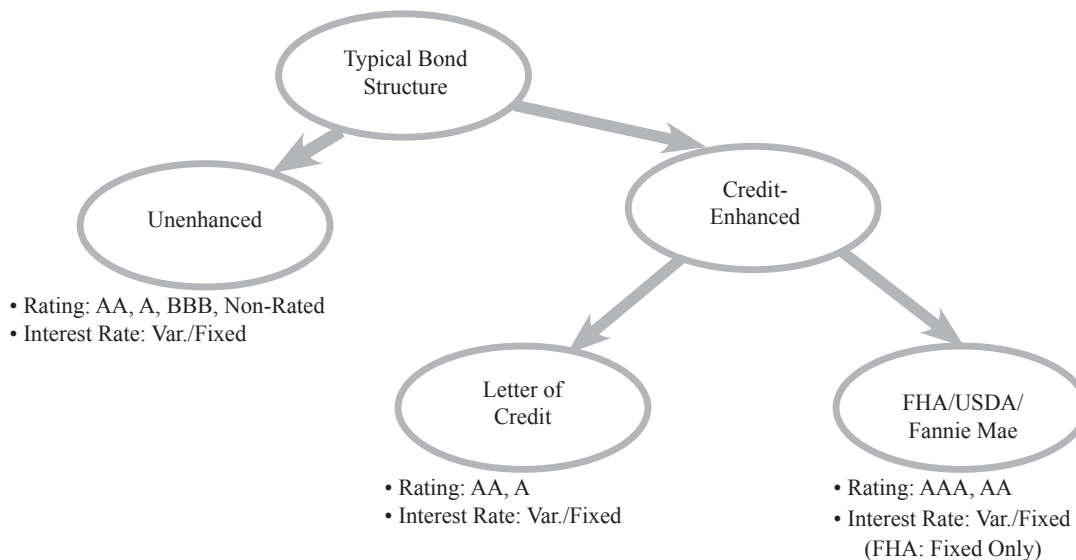 Typical Bond
Structure
Unenhanced
• Rating: AA, A, BBB, Non-Rated
• Interest Rate: Var./Fixed
Credit-
Enhanced
Letter of
Credit
• Rating: AA, A
• Interest Rate: Var./Fixed
FHA/USDA/
Fannie Mae
• Rating: AAA, AA
• Interest Rate: Var./Fixed
(FHA: Fixed Only)